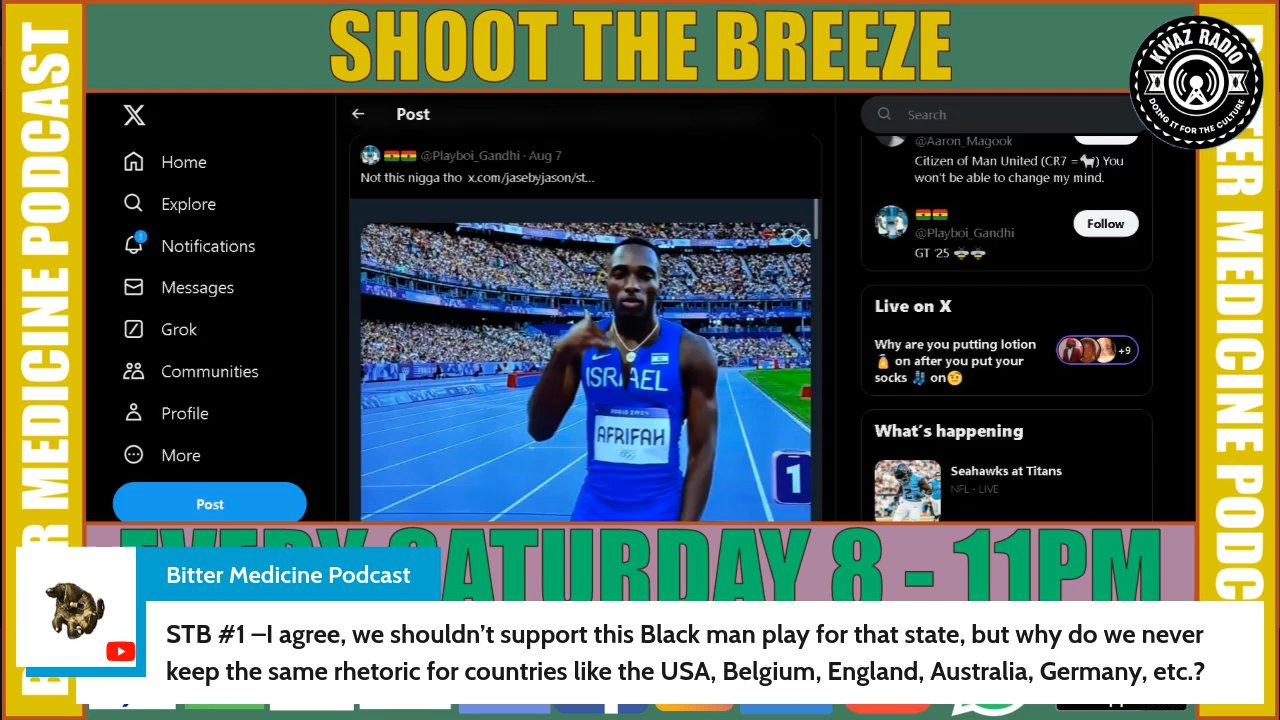 SHOOT THE BREEZE
KWAZ RADIO
DOING IT FOR THE CULTURE
BITTER MEDICINE PODCAST
Home
Explore
Notifications
Messages
Grok
Communities
Profile
More
Post
Post
@Playboi_Gandhi · Aug 7
Not this nigga tho x.com/jasebyjason/st...
ISRAEL
PARIS 2024
AFRIFAH
1
Search
@Aaron_Magook
Citizen of Man United (CR7 =🐐) You
won't be able to change my mind.
🇬🇭🇬🇭
@Playboi_Gandhi
Follow
GT '25 🐝🐝
Live on X
Why are you putting lotion
🧴 on after you put your
socks 🧦 on🤨
+9
What's happening
Seahawks at Titans
NFL · LIVE
EVERY SATURDAY 8 - 11PM
Bitter Medicine Podcast
STB #1 –I agree, we shouldn't support this Black man play for that state, but why do we never
keep the same rhetoric for countries like the USA, Belgium, England, Australia, Germany, etc.?